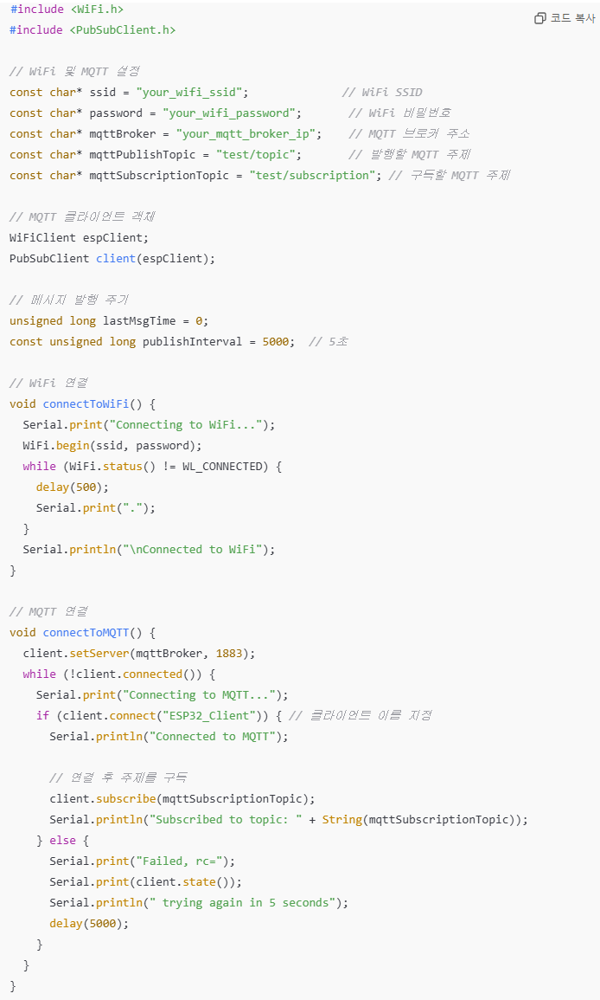 #include <WiFi.h>
코드 복사
#include <PubSubClient.h>
// WiFi 및 MQTT 설정
const char* ssid = "your_wifi_ssid";              // WiFi SSID
const char* password = "your_wifi_password";       // WiFi 비밀번호
const char* mqttBroker = "your_mqtt_broker_ip";    // MQTT 브로커 주소
const char* mqttPublishTopic = "test/topic";       // 발행할 MQTT 주제
const char* mqttSubscriptionTopic = "test/subscription"; // 구독할 MQTT 주제
// MQTT 클라이언트 객체
WiFiClient espClient;
PubSubClient client(espClient);
// 메시지 발행 주기
unsigned long lastMsgTime = 0;
const unsigned long publishInterval = 5000;  // 5초
// WiFi 연결
void connectToWiFi() {
  Serial.print("Connecting to WiFi...");
  WiFi.begin(ssid, password);
  while (WiFi.status() != WL_CONNECTED) {
    delay(500);
    Serial.print(".");
  }
  Serial.println("\nConnected to WiFi");
}
// MQTT 연결
void connectToMQTT() {
  client.setServer(mqttBroker, 1883);
  while (!client.connected()) {
    Serial.print("Connecting to MQTT...");
    if (client.connect("ESP32_Client")) { // 클라이언트 이름 지정
      Serial.println("Connected to MQTT");
      // 연결 후 주제를 구독
      client.subscribe(mqttSubscriptionTopic);
      Serial.println("Subscribed to topic: " + String(mqttSubscriptionTopic));
    } else {
      Serial.print("Failed, rc=");
      Serial.print(client.state());
      Serial.println(" trying again in 5 seconds");
      delay(5000);
    }
  }
}